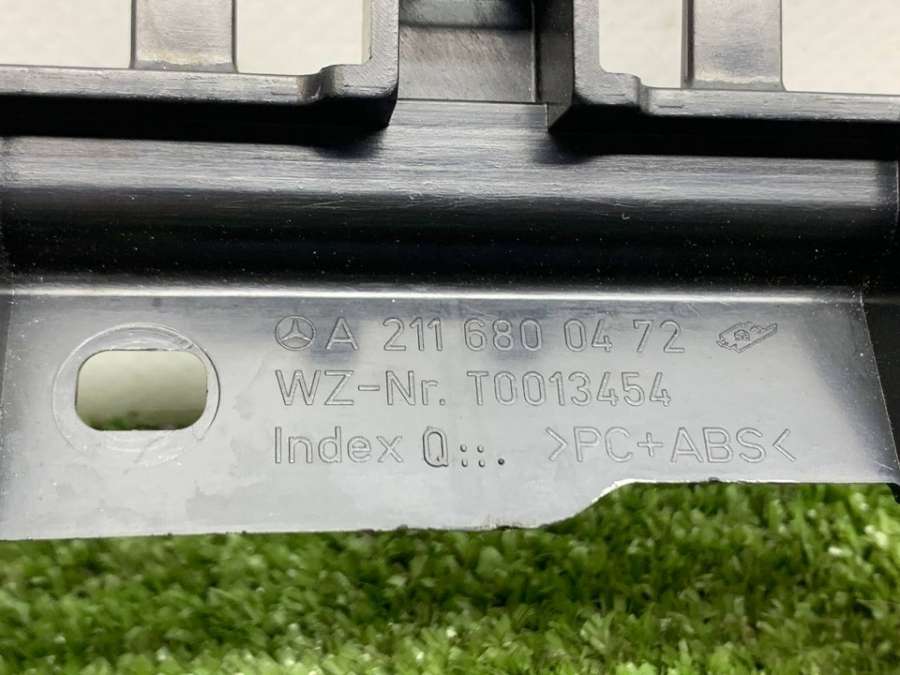 A 211 680 04 72
WZ-Nr. T0013454
Index Q::. >PC+ABS<